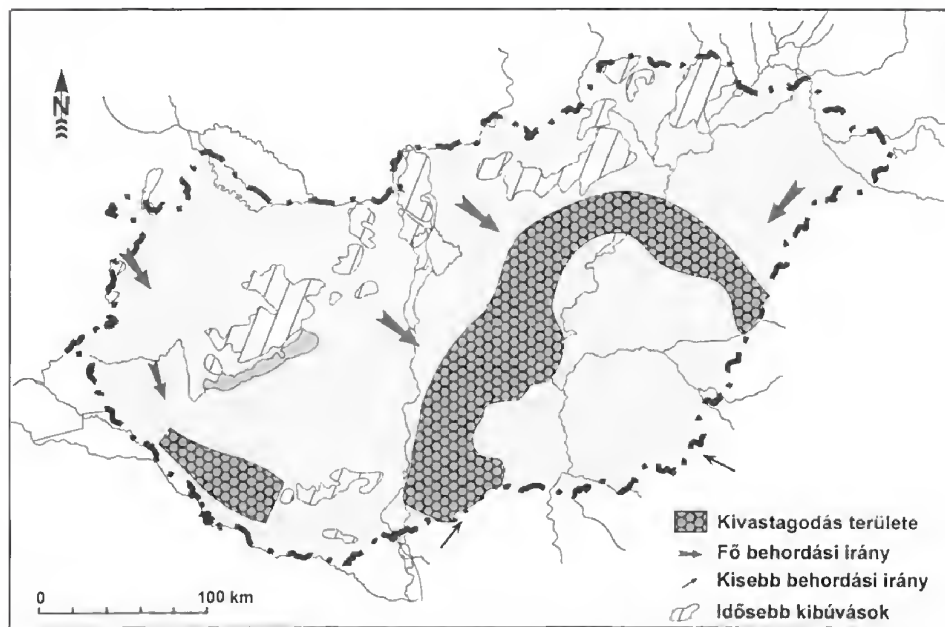 N
Kivastagodás területe
Fő behordási irány
Kisebb behordási irány
Idősebb kibúvások
0 100 km